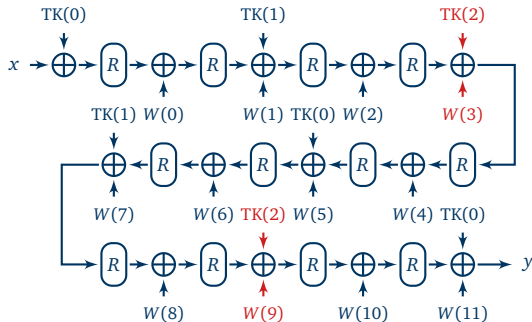 TK(0) TK(1) TK(2)
x R R R R
W(0) W(1) W(2) W(3)
TK(1) TK(0)
R R R R
W(7) W(6) W(5) W(4)
TK(2) TK(0)
R R R R y
W(8) W(9) W(10) W(11)